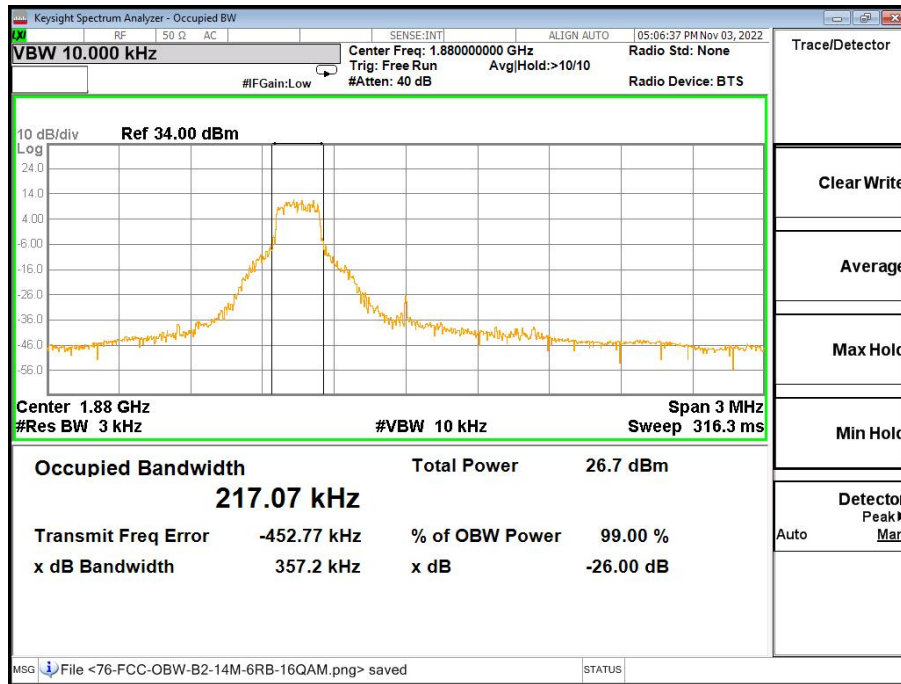 Keysight Spectrum Analyzer - Occupied BW
LXI RF 50 Ω AC SENSE:INT ALIGN AUTO 05:06:37 PM Nov 03, 2022
VBW 10.000 kHz
Center Freq: 1.880000000 GHz
Radio Std: None
Trig: Free Run Avg|Hold:>10/10
#IFGain:Low #Atten: 40 dB Radio Device: BTS
10 dB/div Ref 34.00 dBm
Log
24.0
14.0
4.00
-6.00
-16.0
-26.0
-36.0
-46.0
-56.0
Center 1.88 GHz Span 3 MHz
#Res BW 3 kHz #VBW 10 kHz Sweep 316.3 ms
Occupied Bandwidth Total Power 26.7 dBm
217.07 kHz
Transmit Freq Error -452.77 kHz % of OBW Power 99.00 %
x dB Bandwidth 357.2 kHz x dB -26.00 dB
MSG File <76-FCC-OBW-B2-14M-6RB-16QAM.png> saved STATUS
Trace/Detector
Clear Write
Average
Max Hold
Min Hold
Detector
Peak
Auto Man